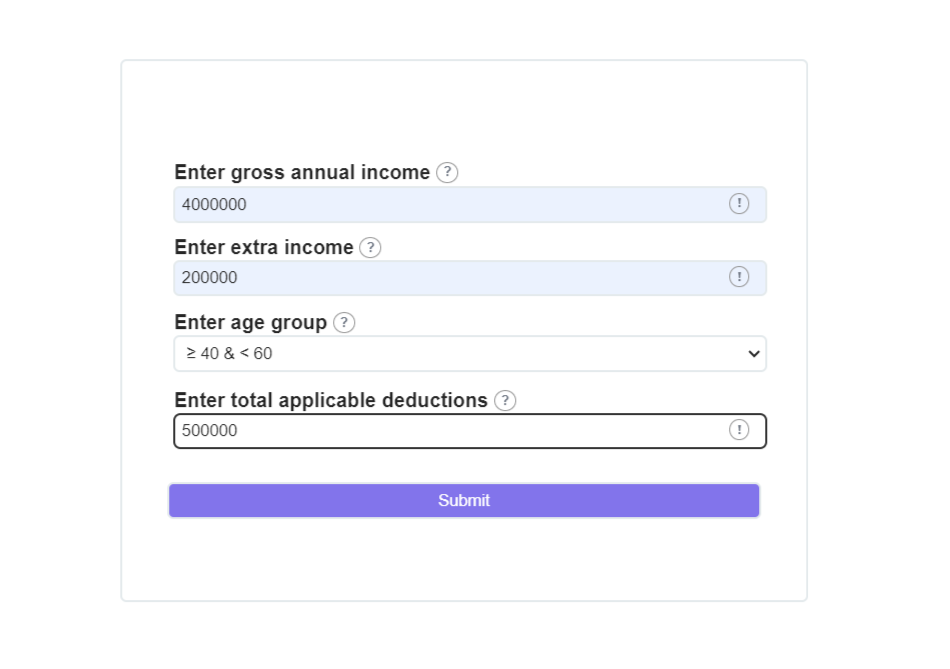 Enter gross annual income ?
4000000 !
Enter extra income ?
200000 !
Enter age group ?
≥ 40 & < 60
Enter total applicable deductions ?
500000 !
Submit